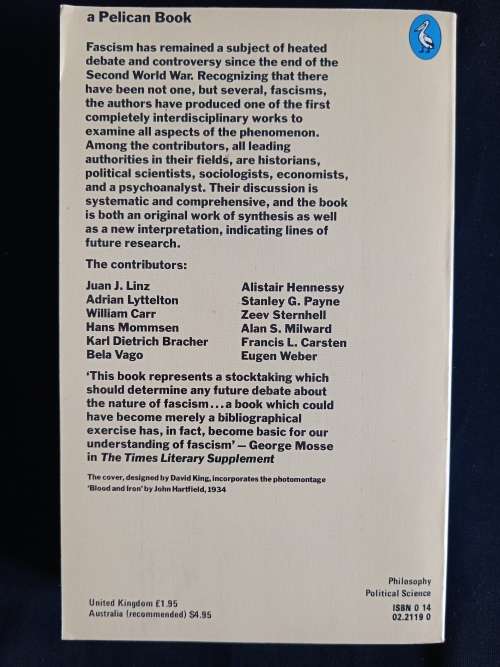 a Pelican Book
Fascism has remained a subject of heated
debate and controversy since the end of the
Second World War. Recognizing that there
have been not one, but several, fascisms,
the authors have produced one of the first
completely interdisciplinary works to
examine all aspects of the phenomenon.
Among the contributors, all leading
authorities in their fields, are historians,
political scientists, sociologists, economists,
and a psychoanalyst. Their discussion is
systematic and comprehensive, and the book
is both an original work of synthesis as well
as a new interpretation, indicating lines of
future research.
The contributors:
Juan J. Linz
Adrian Lyttelton
William Carr
Hans Mommsen
Karl Dietrich Bracher
Bela Vago
Alistair Hennessy
Stanley G. Payne
Zeev Sternhell
Alan S. Milward
Francis L. Carsten
Eugen Weber
‘This book represents a stocktaking which
should determine any future debate about
the nature of fascism...a book which could
have become merely a bibliographical
exercise has, in fact, become basic for our
understanding of fascism’ – George Mosse
in The Times Literary Supplement
The cover, designed by David King, incorporates the photomontage
‘Blood and Iron’ by John Hartfield, 1934
United Kingdom £1.95
Australia (recommended) $4.95
Philosophy
Political Science
ISBN 0 14
02.2119 0